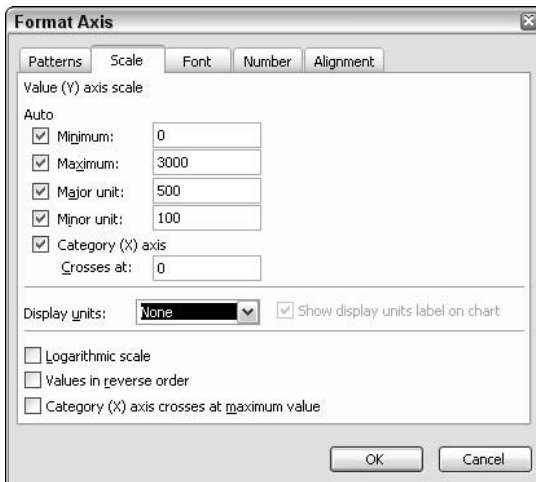 Format Axis
Patterns Scale Font Number Alignment
Value (Y) axis scale
Auto
Minimum: 0
Maximum: 3000
Major unit: 500
Minor unit: 100
Category (X) axis
Crosses at: 0
Display units: None Show display units label on chart
Logarithmic scale
Values in reverse order
Category (X) axis crosses at maximum value
OK Cancel